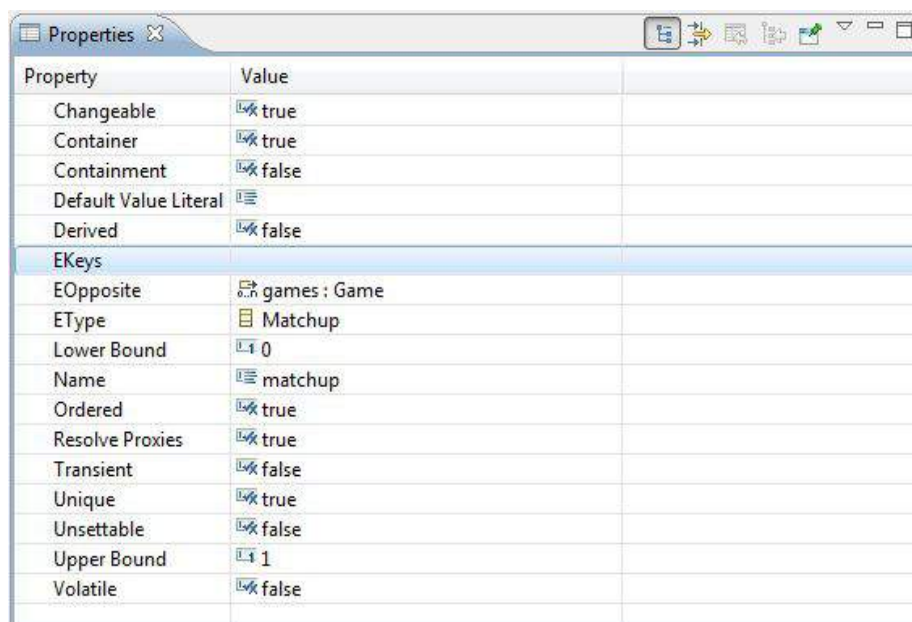 Properties
Property Value
Changeable true
Container true
Containment false
Default Value Literal
Derived false
EKeys
EOpposite games : Game
EType Matchup
Lower Bound 0
Name matchup
Ordered true
Resolve Proxies true
Transient false
Unique true
Unsettable false
Upper Bound 1
Volatile false